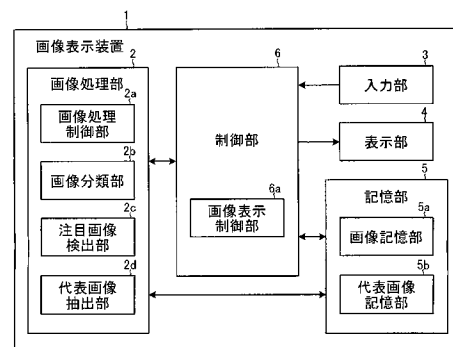 1
画像表示装置
2
画像処理部
2a
画像処理
制御部
2b
画像分類部
2c
注目画像
検出部
2d
代表画像
抽出部
6
制御部
6a
画像表示
制御部
3
入力部
4
表示部
5
記憶部
5a
画像記憶部
5b
代表画像
記憶部